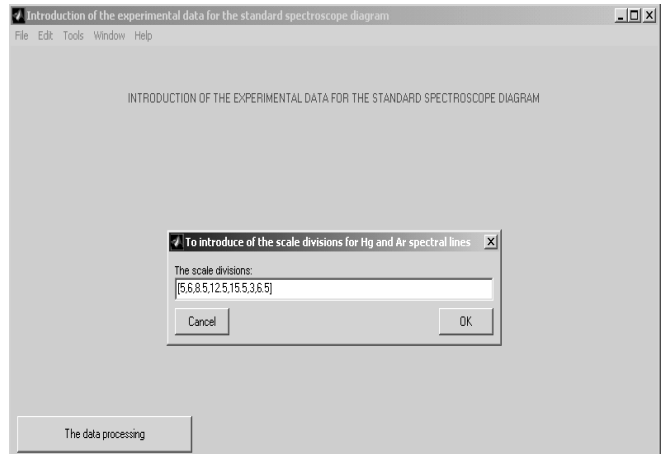 Introduction of the experimental data for the standard spectroscope diagram
File Edit Tools Window Help
INTRODUCTION OF THE EXPERIMENTAL DATA FOR THE STANDARD SPECTROSCOPE DIAGRAM
To introduce of the scale divisions for Hg and Ar spectral lines
The scale divisions:
[5,6,8.5,12.5,15.5,3,6.5]
Cancel OK
The data processing